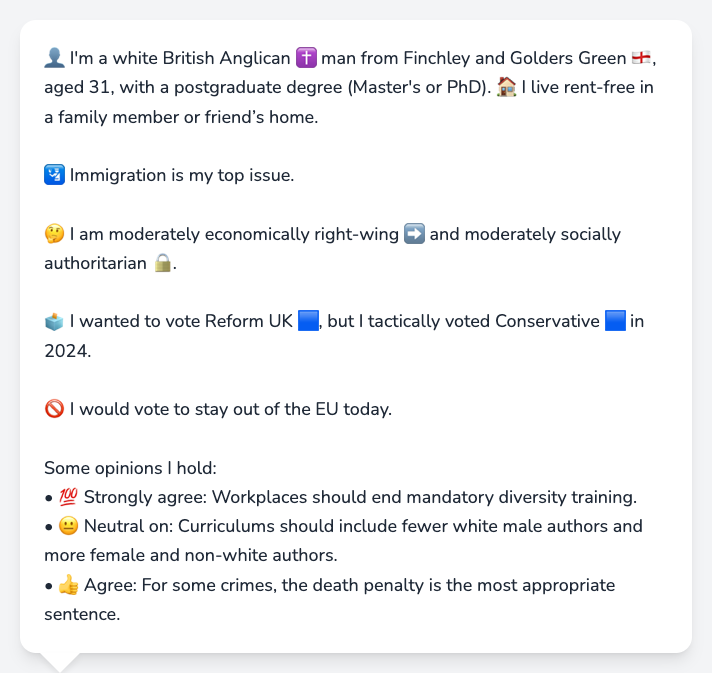 👤 I'm a white British Anglican ✝️ man from Finchley and Golders Green 🏴󠁧󠁢󠁥󠁮󠁧󠁿,
aged 31, with a postgraduate degree (Master's or PhD). 🏠 I live rent-free in
a family member or friend’s home.
🛂 Immigration is my top issue.
🤔 I am moderately economically right-wing ➡️ and moderately socially
authoritarian 🔒.
🗳️ I wanted to vote Reform UK 🟦, but I tactically voted Conservative 🟦 in
2024.
🚫 I would vote to stay out of the EU today.
Some opinions I hold:
• 💯 Strongly agree: Workplaces should end mandatory diversity training.
• 😐 Neutral on: Curriculums should include fewer white male authors and
more female and non-white authors.
• 👍 Agree: For some crimes, the death penalty is the most appropriate
sentence.